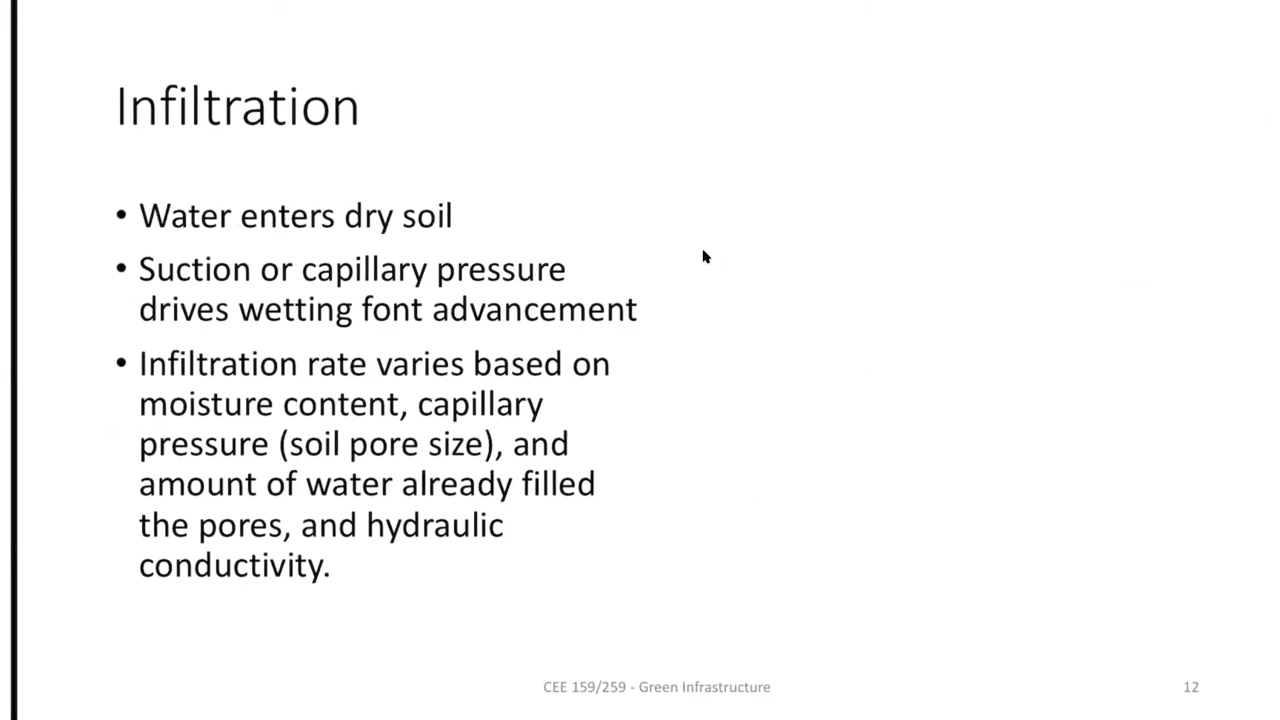 Infiltration
• Water enters dry soil
• Suction or capillary pressure
drives wetting font advancement
• Infiltration rate varies based on
moisture content, capillary
pressure (soil pore size), and
amount of water already filled
the pores, and hydraulic
conductivity.
CEE 159/259 - Green Infrastructure
12